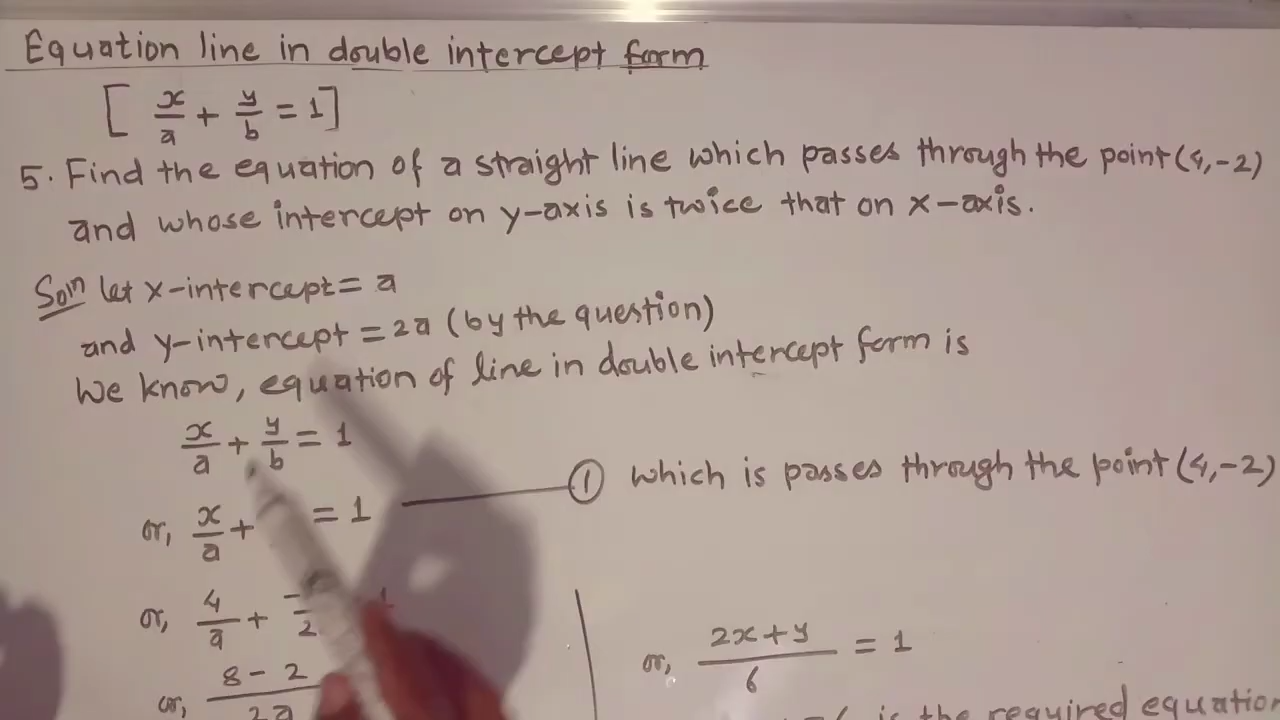 Equation line in double intercept form
[ x/a + y/b = 1 ]
5. Find the equation of a straight line which passes through the point (4,-2)
and whose intercept on y-axis is twice that on x-axis.
Soln let x-intercept = a
and y-intercept = 2a (by the question)
We know, equation of line in double intercept form is
x/a + y/b = 1
or, x/a + = 1 ① which is passes through the point (4,-2)
or, 4/a +
or, 8 - 2 / 2a
or, 2x+y / 6 = 1
is the required equation